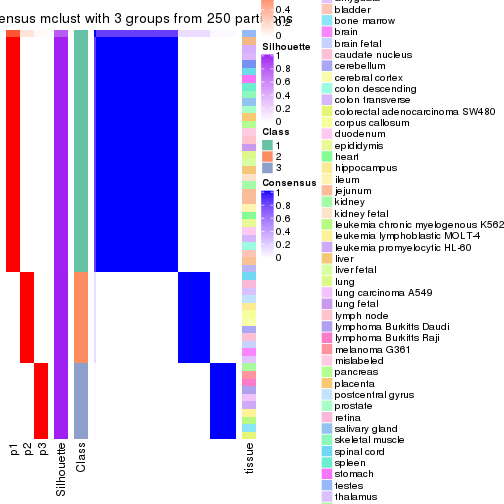 ensus mclust with 3 groups from 250 partitions
0.4
0.2
0
Silhouette
1
0.8
0.6
0.4
0.2
0
Class
1
2
3
Consensus
1
0.8
0.6
0.4
0.2
0
p1
p2
p3
Silhouette
Class
tissue
bladder
bone marrow
brain
brain fetal
caudate nucleus
cerebellum
cerebral cortex
colon descending
colon transverse
colorectal adenocarcinoma SW480
corpus callosum
duodenum
epididymis
heart
hippocampus
ileum
jejunum
kidney
kidney fetal
leukemia chronic myelogenous K562
leukemia lymphoblastic MOLT-4
leukemia promyelocytic HL-60
liver
liver fetal
lung
lung carcinoma A549
lung fetal
lymph node
lymphoma Burkitts Daudi
lymphoma Burkitts Raji
melanoma G361
mislabeled
pancreas
placenta
postcentral gyrus
prostate
retina
salivary gland
skeletal muscle
spinal cord
spleen
stomach
testes
thalamus